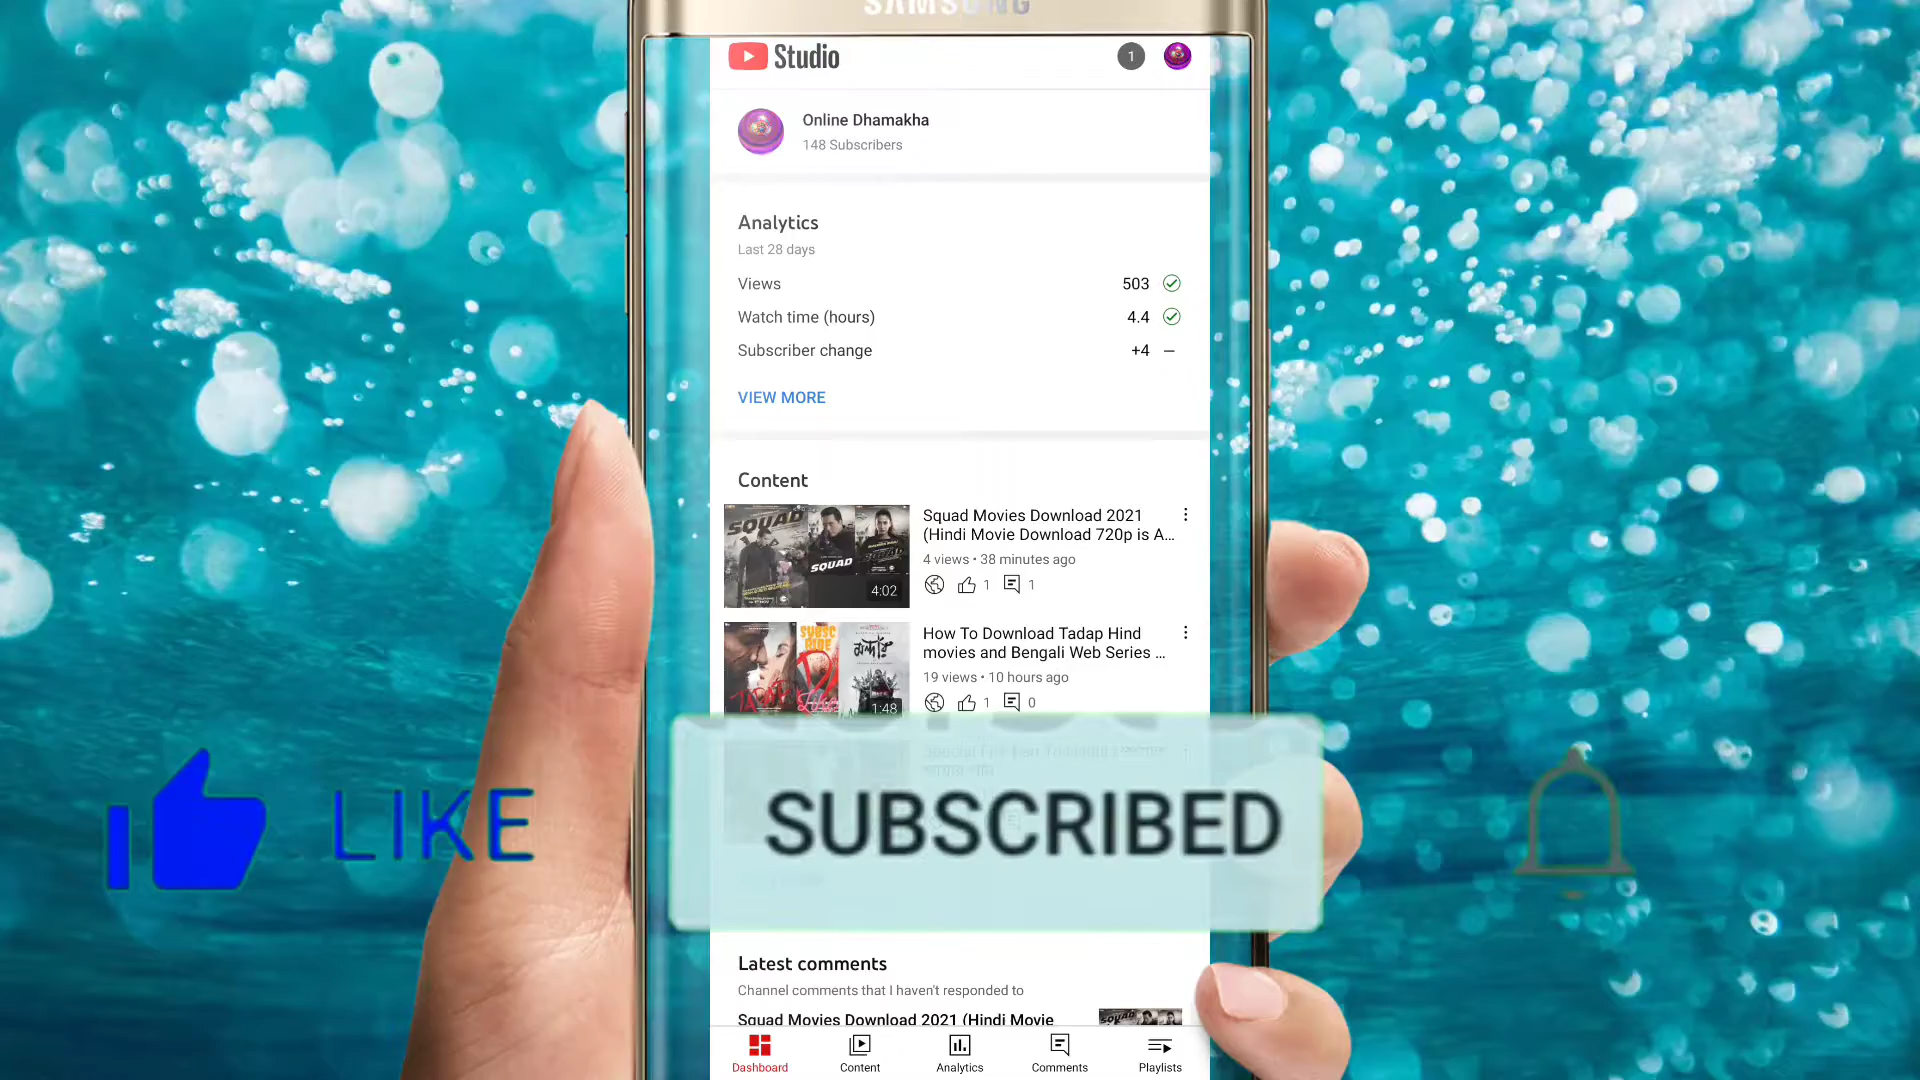 SAMSUNG
Studio
1
Online Dhamakha
148 Subscribers
Analytics
Last 28 days
Views 503
Watch time (hours) 4.4
Subscriber change +4 –
VIEW MORE
Content
SQUAD
SQUAD
4:02
Squad Movies Download 2021
(Hindi Movie Download 720p is A...
4 views • 38 minutes ago
1 1
SUBSCRIBE
1:48
How To Download Tadap Hind
movies and Bengali Web Series ...
19 views • 10 hours ago
1 0
LIKE
SUBSCRIBED
Latest comments
Channel comments that I haven't responded to
Squad Movies Download 2021 (Hindi Movie
Dashboard
Content
Analytics
Comments
Playlists